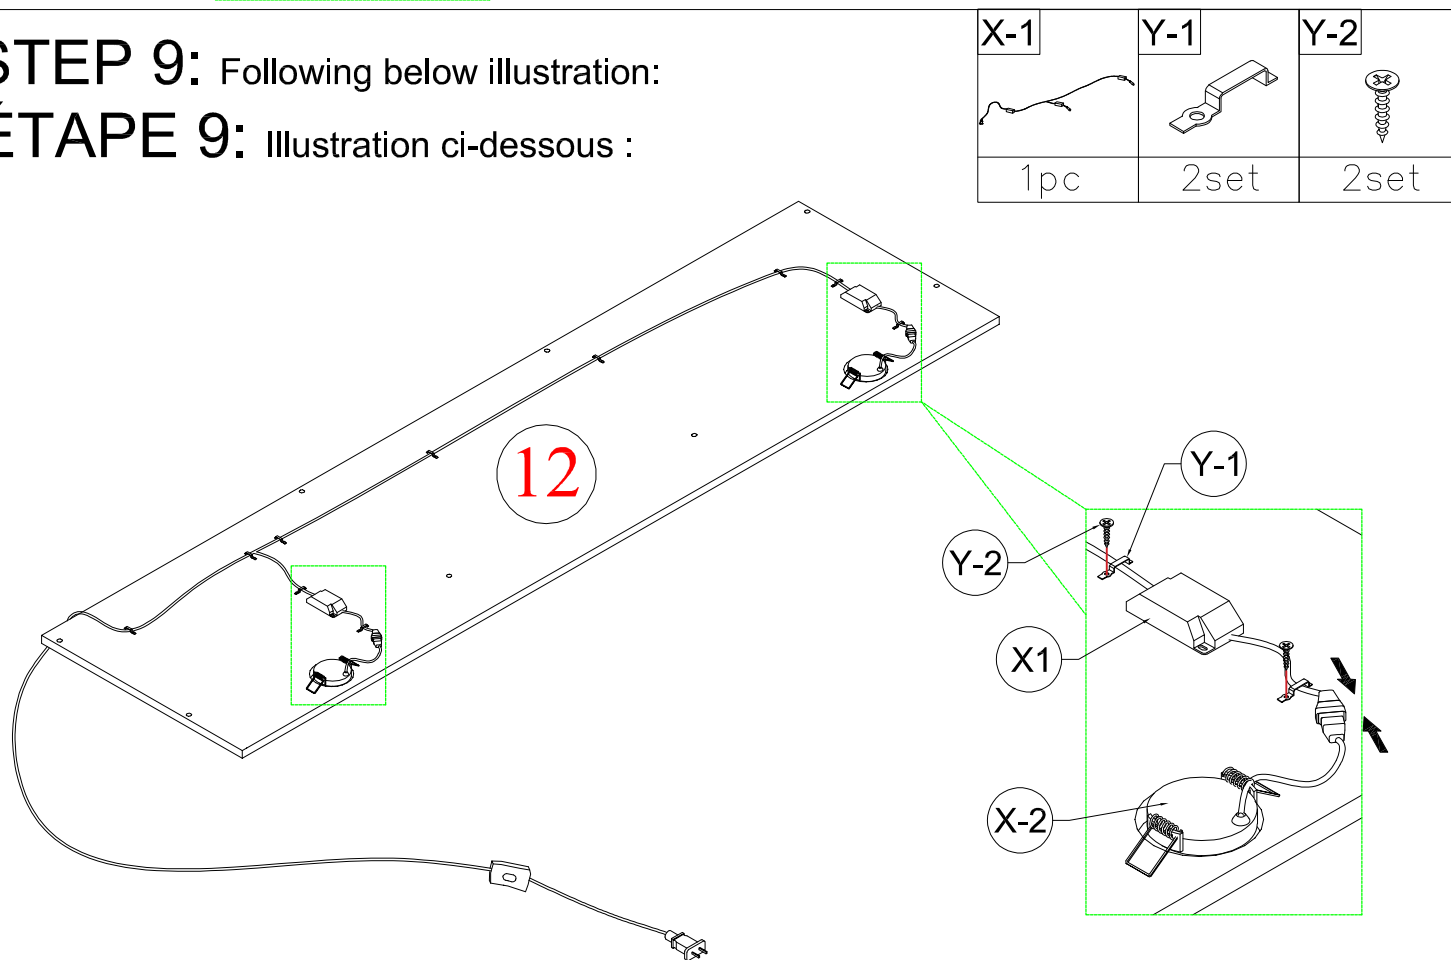 STEP 9: Following below illustration:
ÉTAPE 9: Illustration ci-dessous :
X-1 Y-1 Y-2
1pc 2set 2set
12
Y-1
Y-2
X1
X-2